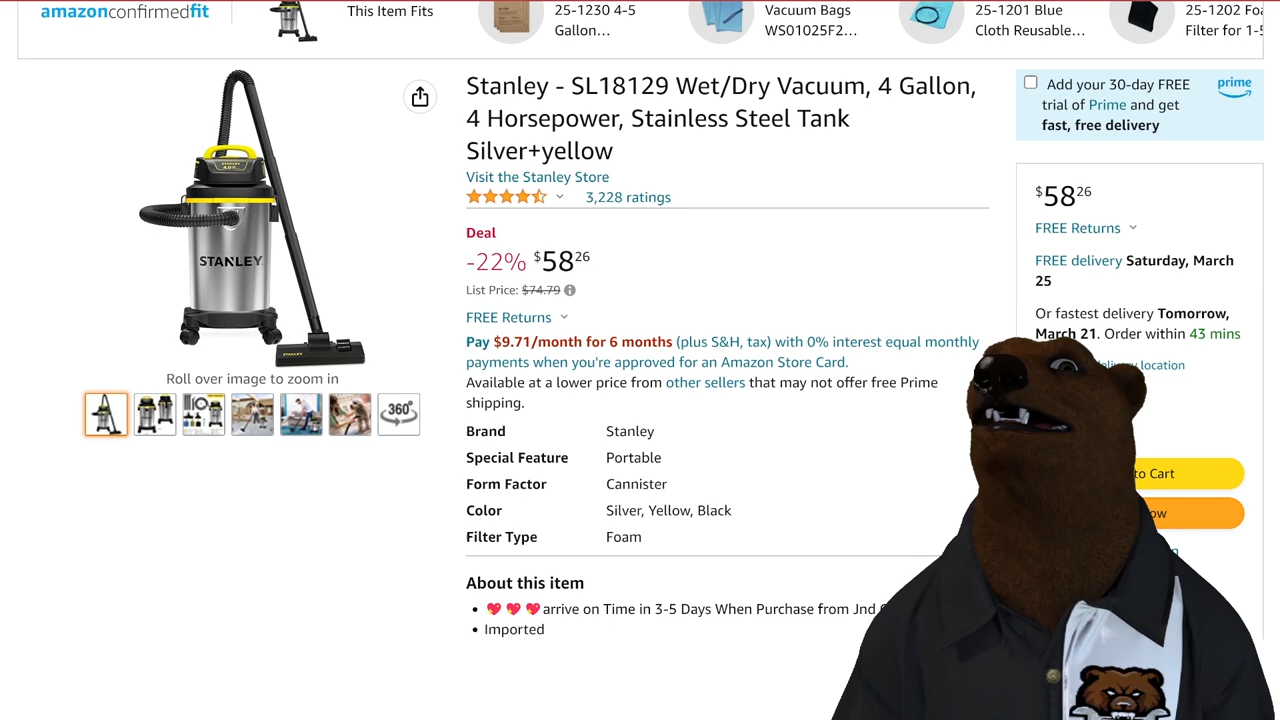 amazonconfirmedfit
This Item Fits
25-1230 4-5
Gallon...
Vacuum Bags
WS01025F2...
25-1201 Blue
Cloth Reusable...
25-1202
Filter for
Stanley - SL18129 Wet/Dry Vacuum, 4 Gallon,
4 Horsepower, Stainless Steel Tank
Silver+yellow
Visit the Stanley Store
3,228 ratings
Deal
-22% $58 26
List Price: $74.79
FREE Returns
Pay $9.71/month for 6 months (plus S&H, tax) with 0% interest equal monthly
payments when you're approved for an Amazon Store Card.
Available at a lower price from other sellers that may not offer free Prime
shipping.
Brand Stanley
Special Feature Portable
Form Factor Cannister
Color Silver, Yellow, Black
Filter Type Foam
About this item
• 💖 💖 💖arrive on Time in 3-5 Days When Purchase from Jnd
• Imported
STANLEY
4.0
STANLEY
STANLEY
Roll over image to zoom in
360°
Add your 30-day FREE
trial of Prime and get
fast, free delivery
prime
$58 26
FREE Returns
FREE delivery Saturday, March
25
Or fastest delivery Tomorrow,
March 21. Order within 43 mins
location
to Cart